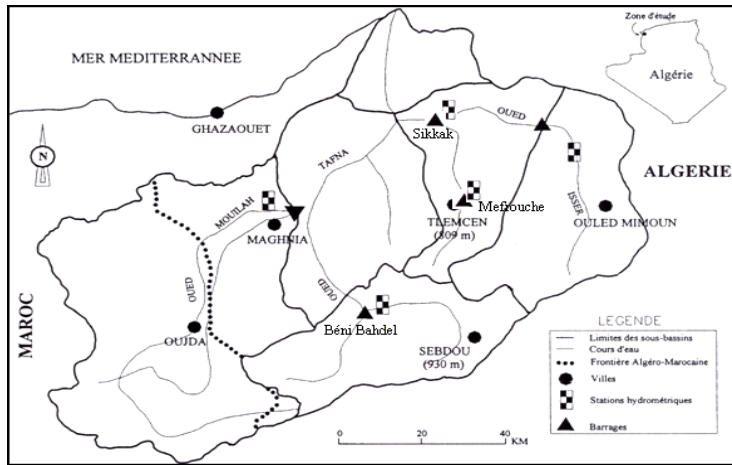 Zone d'étude
MER MEDITERRANNEE
Algérie
GHAZAOUET
OUED
Sikkak
N
TAFNA
ALGERIE
MOUILAH
Mefrouche
ISSER
TLEMCEN
(809 m)
OULED MIMOUN
MAGHNIA
OUED
OUED
MAROC
Béni Bahdel
OUJDA
SEBDOU
(930 m)
LEGENDE
Limites des sous-bassins
Cours d'eau
Frontière Algéro-Marocaine
Villes
Stations hydrométriques
Barrages
0 20 40
KM